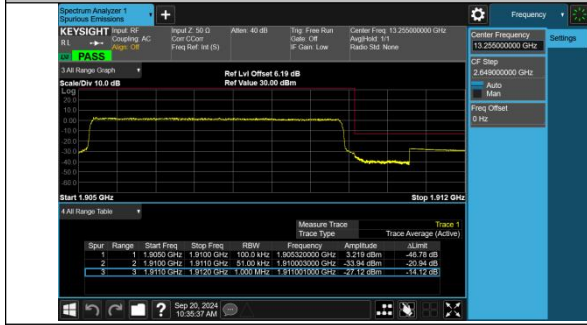 Spectrum Analyzer 1
Spurious Emissions
+
Frequency
KEYSIGHT Input: RF Input Z: 50 Ω Atten: 40 dB Trig: Free Run Center Freq: 13.255000000 GHz
RL Coupling: AC Corr CCorr Gate: Off Avg|Hold: 1/1
Align: Off Freq Ref: Int (S) IF Gain: Low Radio Std: None
PASS
Center Frequency
13.255000000 GHz
Settings
CF Step
2.649000000 GHz
Auto
Man
Freq Offset
0 Hz
3 All Range Graph
Ref Lvl Offset 6.19 dB
Scale/Div 10.0 dB Ref Value 30.00 dBm
Log
20.0
10.0
0.00
-10.0
-20.0
-30.0
-40.0
-50.0
-60.0
Start 1.905 GHz Stop 1.912 GHz
4 All Range Table
Measure Trace Trace 1
Trace Type Trace Average (Active)
Spur Range Start Freq Stop Freq RBW Frequency Amplitude ΔLimit
1 1 1.9050 GHz 1.9100 GHz 100.0 kHz 1.905320000 GHz 3.219 dBm -46.78 dB
2 2 1.9100 GHz 1.9110 GHz 51.00 kHz 1.910003000 GHz -33.94 dBm -20.94 dB
3 3 1.9110 GHz 1.9120 GHz 1.000 MHz 1.911001000 GHz -27.12 dBm -14.12 dB
Sep 20, 2024
10:35:37 AM